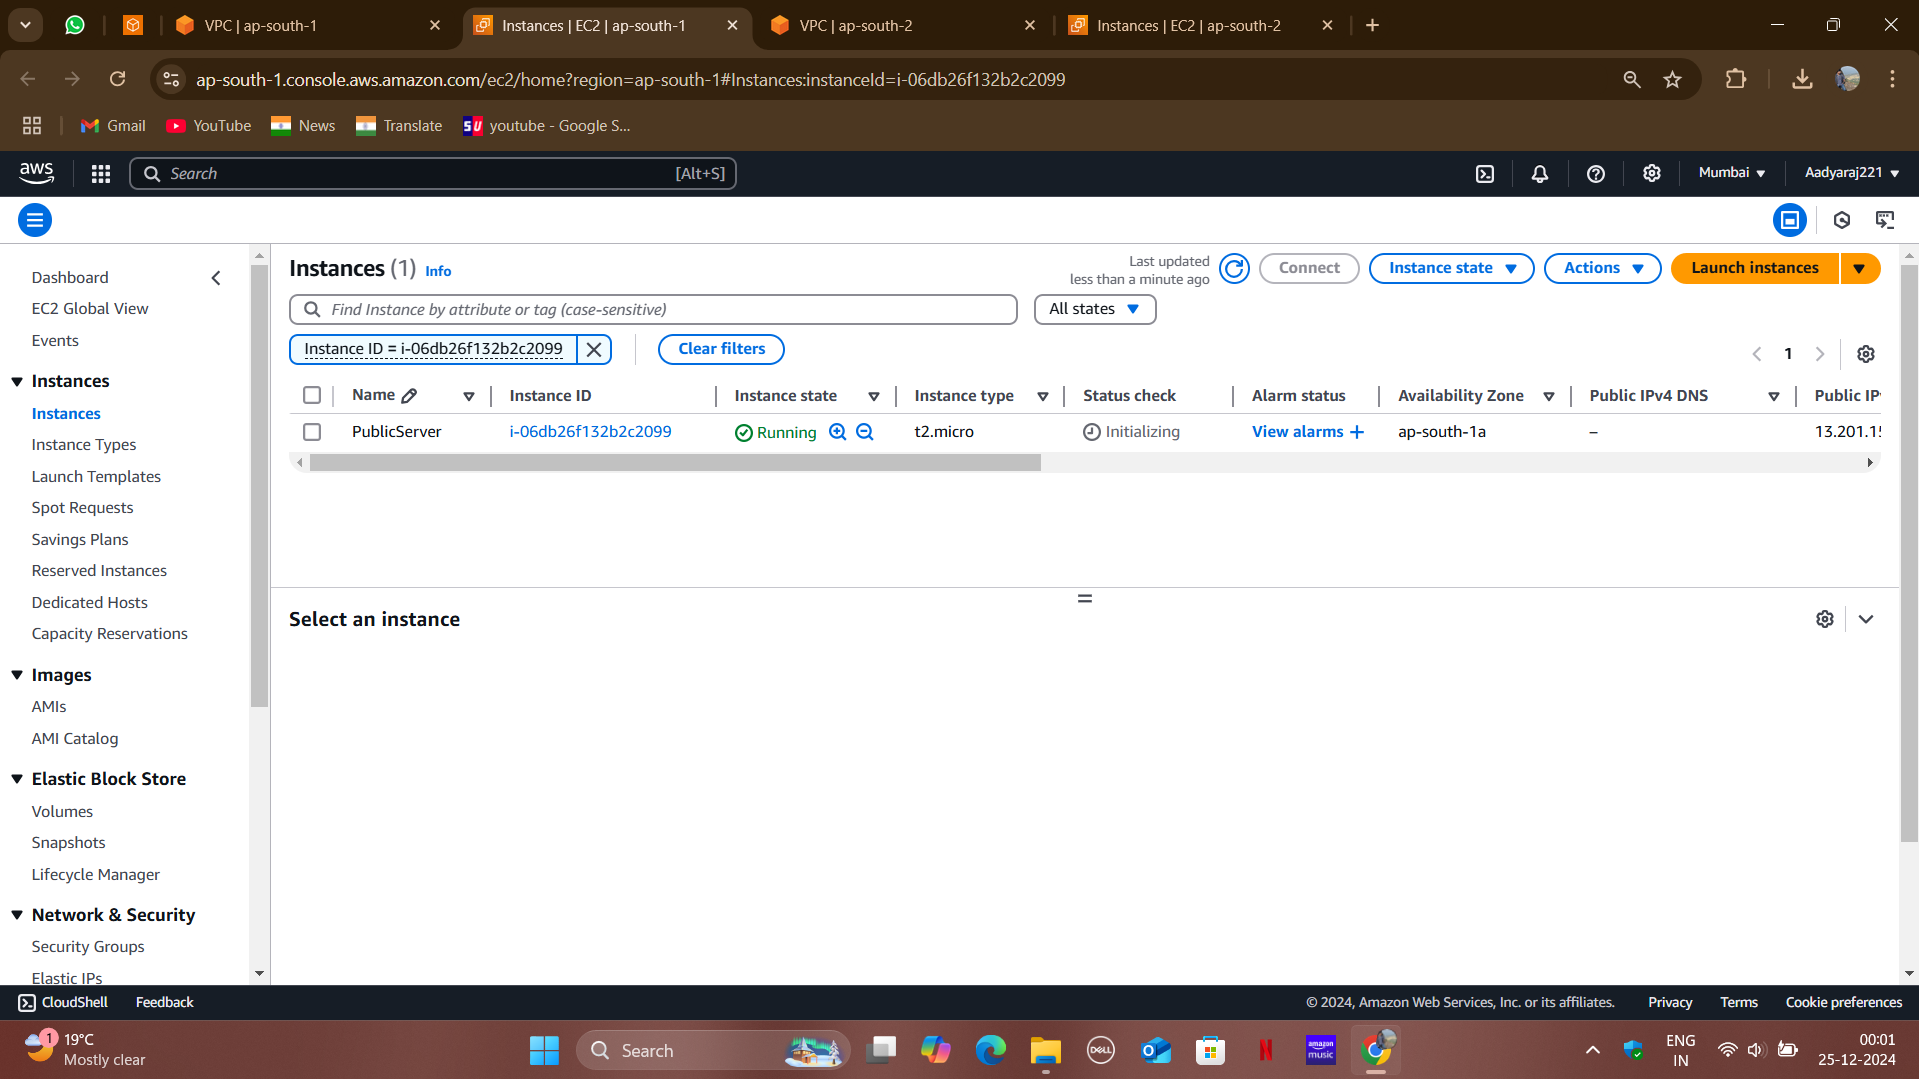 VPC | ap-south-1
Instances | EC2 | ap-south-1
VPC | ap-south-2
Instances | EC2 | ap-south-2
ap-south-1.console.aws.amazon.com/ec2/home?region=ap-south-1#Instances:instanceId=i-06db26f132b2c2099
Gmail
YouTube
News
Translate
SU
youtube - Google S...
aws
Search
[Alt+S]
Mumbai
Aadyaraj221
Dashboard
EC2 Global View
Events
Instances
Instances
Instance Types
Launch Templates
Spot Requests
Savings Plans
Reserved Instances
Dedicated Hosts
Capacity Reservations
Images
AMIs
AMI Catalog
Elastic Block Store
Volumes
Snapshots
Lifecycle Manager
Network & Security
Security Groups
Elastic IPs
Instances (1) Info
Last updated
less than a minute ago
Connect
Instance state
Actions
Launch instances
Find Instance by attribute or tag (case-sensitive)
All states
Instance ID = i-06db26f132b2c2099
Clear filters
1
Name Instance ID Instance state Instance type Status check Alarm status Availability Zone Public IPv4 DNS Public IP
PublicServer i-06db26f132b2c2099 Running t2.micro Initializing View alarms + ap-south-1a – 13.201.15
Select an instance
CloudShell
Feedback
© 2024, Amazon Web Services, Inc. or its affiliates.
Privacy
Terms
Cookie preferences
1
19°C
Mostly clear
Search
DELL
amazon
music
ENG
IN
00:01
25-12-2024